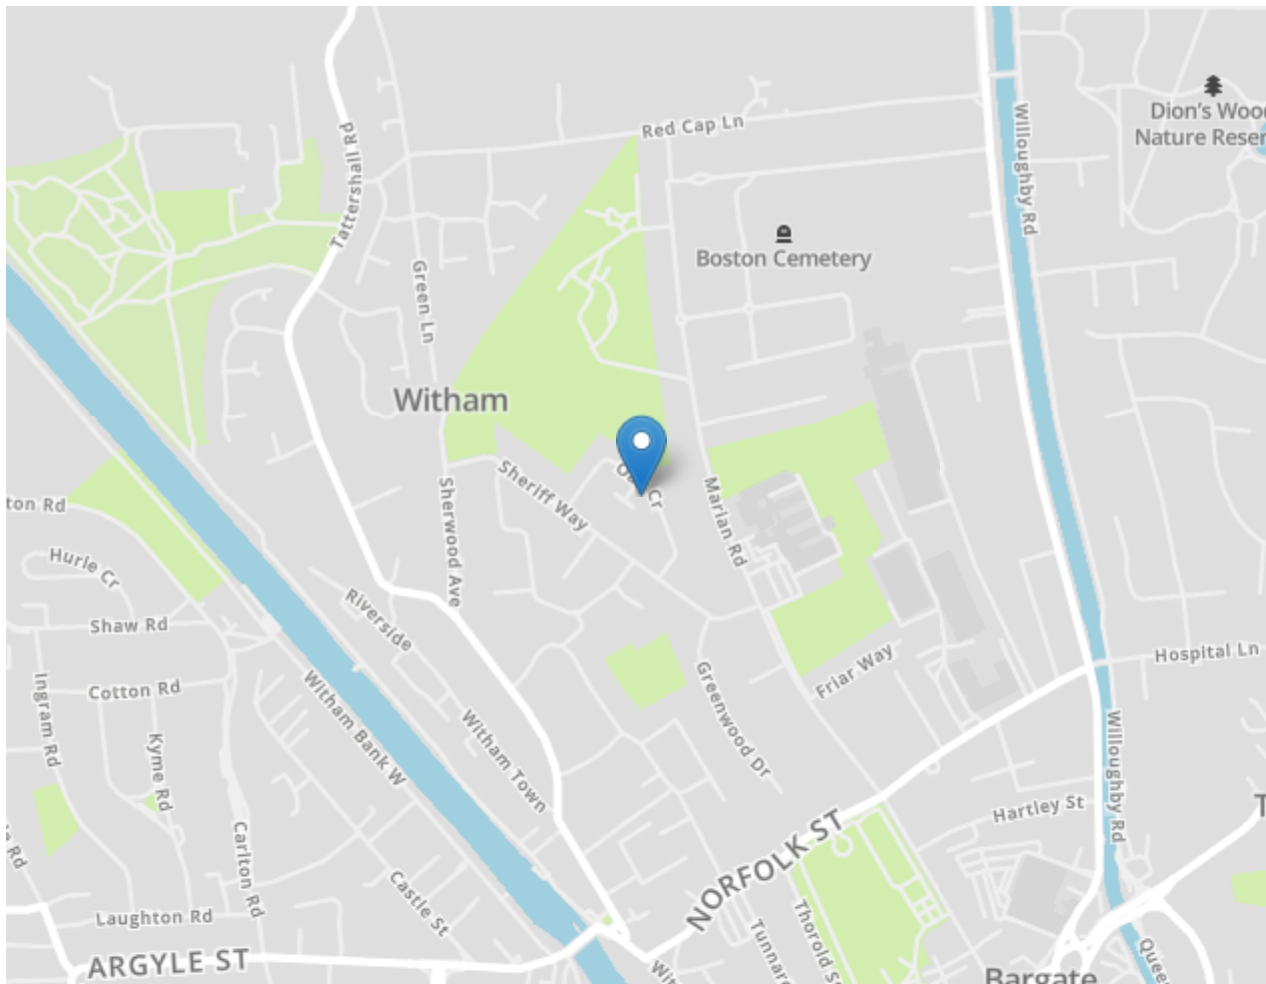 Red Cap Ln
Dion's Wood
Nature Reser
Willoughby Rd
Tattershall Rd
Boston Cemetery
Green Ln
Witham
Sheriff Way
Cr
Marian Rd
Sherwood Ave
ton Rd
Hurle Cr
Shaw Rd
Riverside
Hospital Ln
Friar Way
Cotton Rd
Ingram Rd
Witham Bank W
Greenwood Dr
Kyme Rd
Witham Town
Willoughby Rd
Hartley St
T
NORFOLK ST
Carlton Rd
Castle St
Thorold S
Laughton Rd
Tunnard
ARGYLE ST
Wit
Bargate
Quee